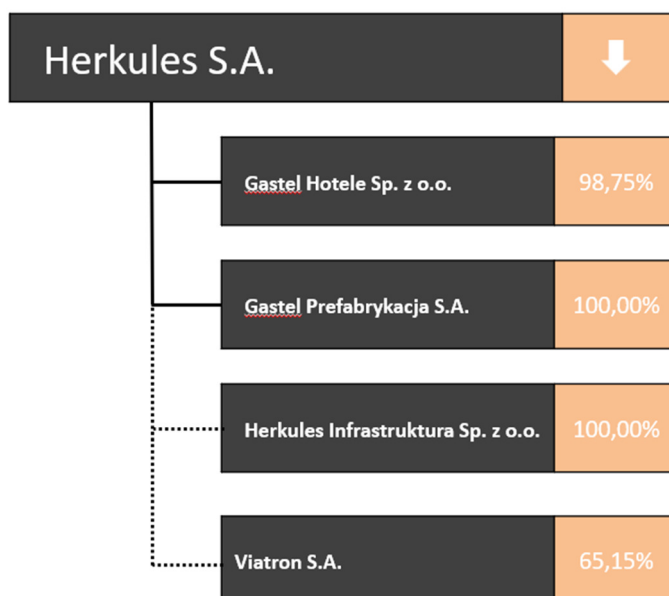 Herkules S.A.
Gastel Hotele Sp. z o.o.
98,75%
Gastel Prefabrykacja S.A.
100,00%
Herkules Infrastruktura Sp. z o.o.
100,00%
Viatron S.A.
65,15%